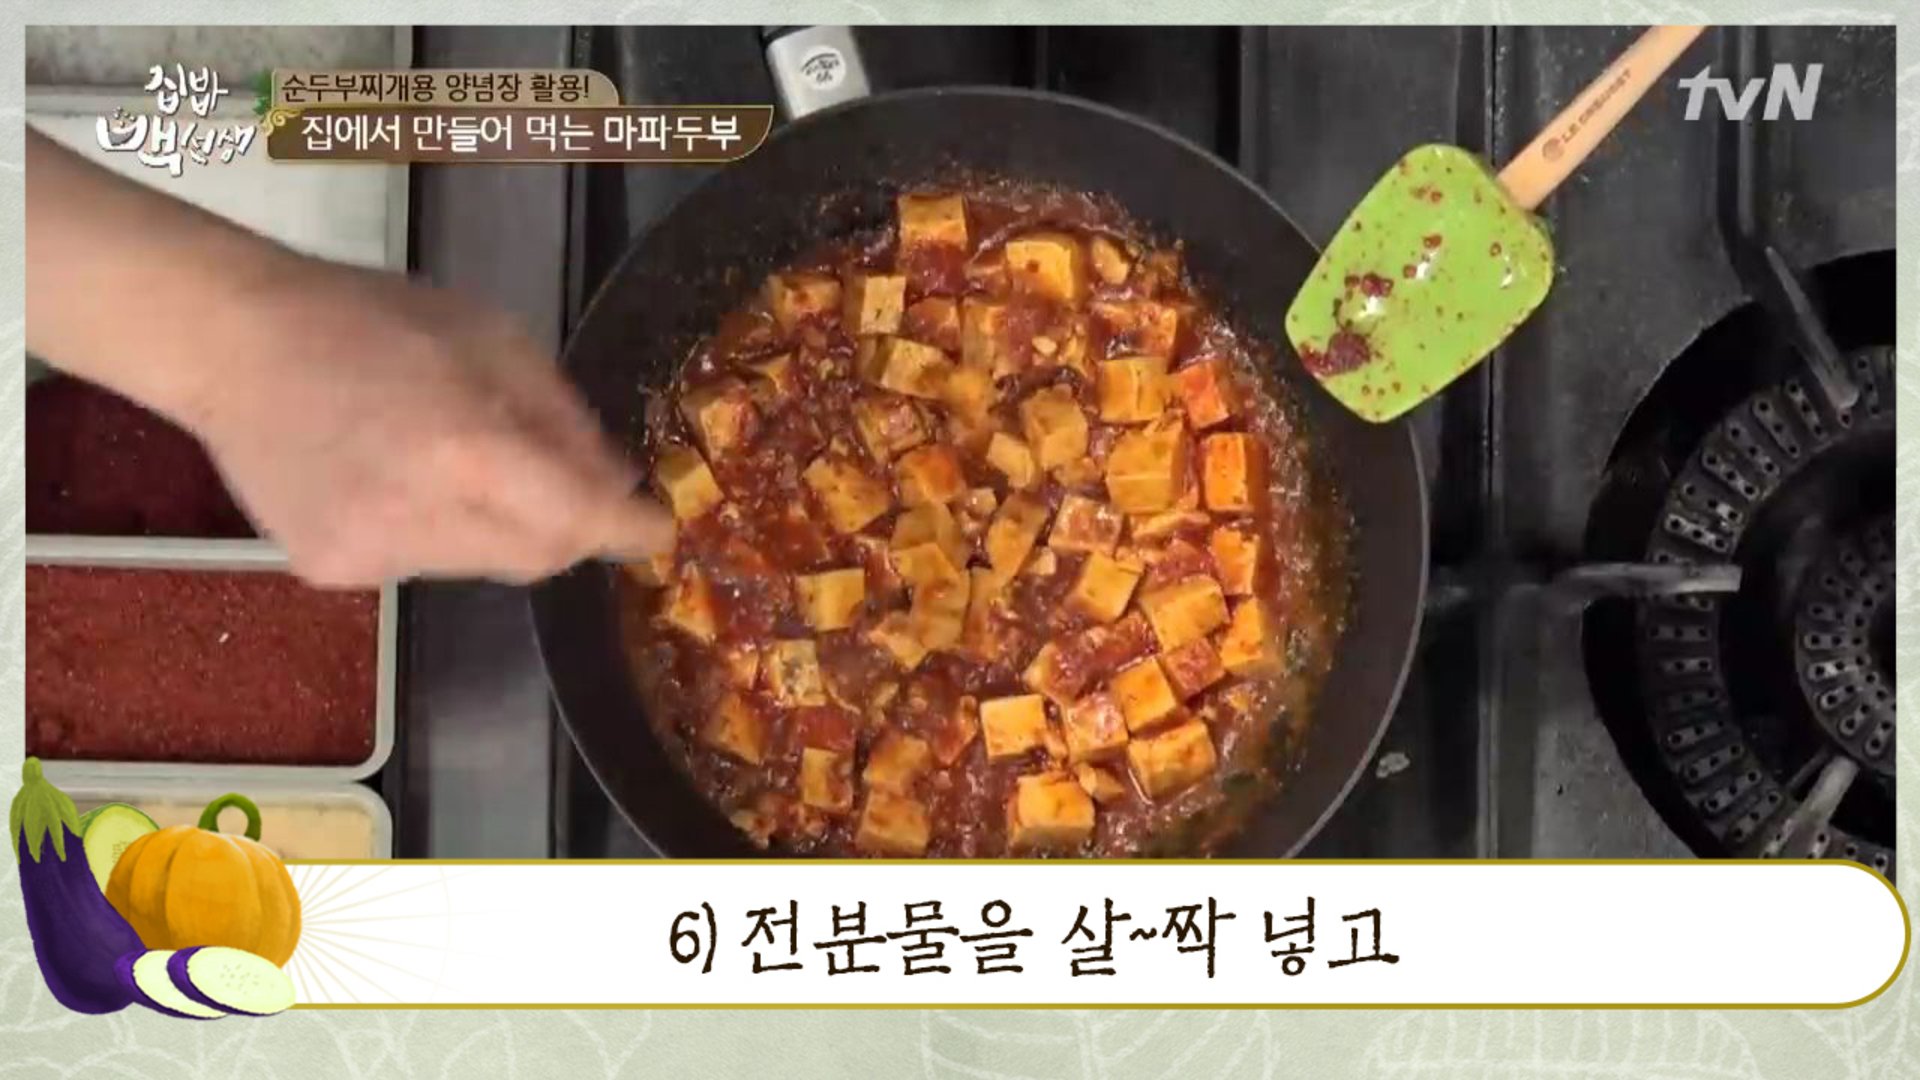 집밥
백선생
순두부찌개용 양념장 활용!
집에서 만들어 먹는 마파두부
tvN
LE CREUSET
6) 전분물을 살~짝 넣고